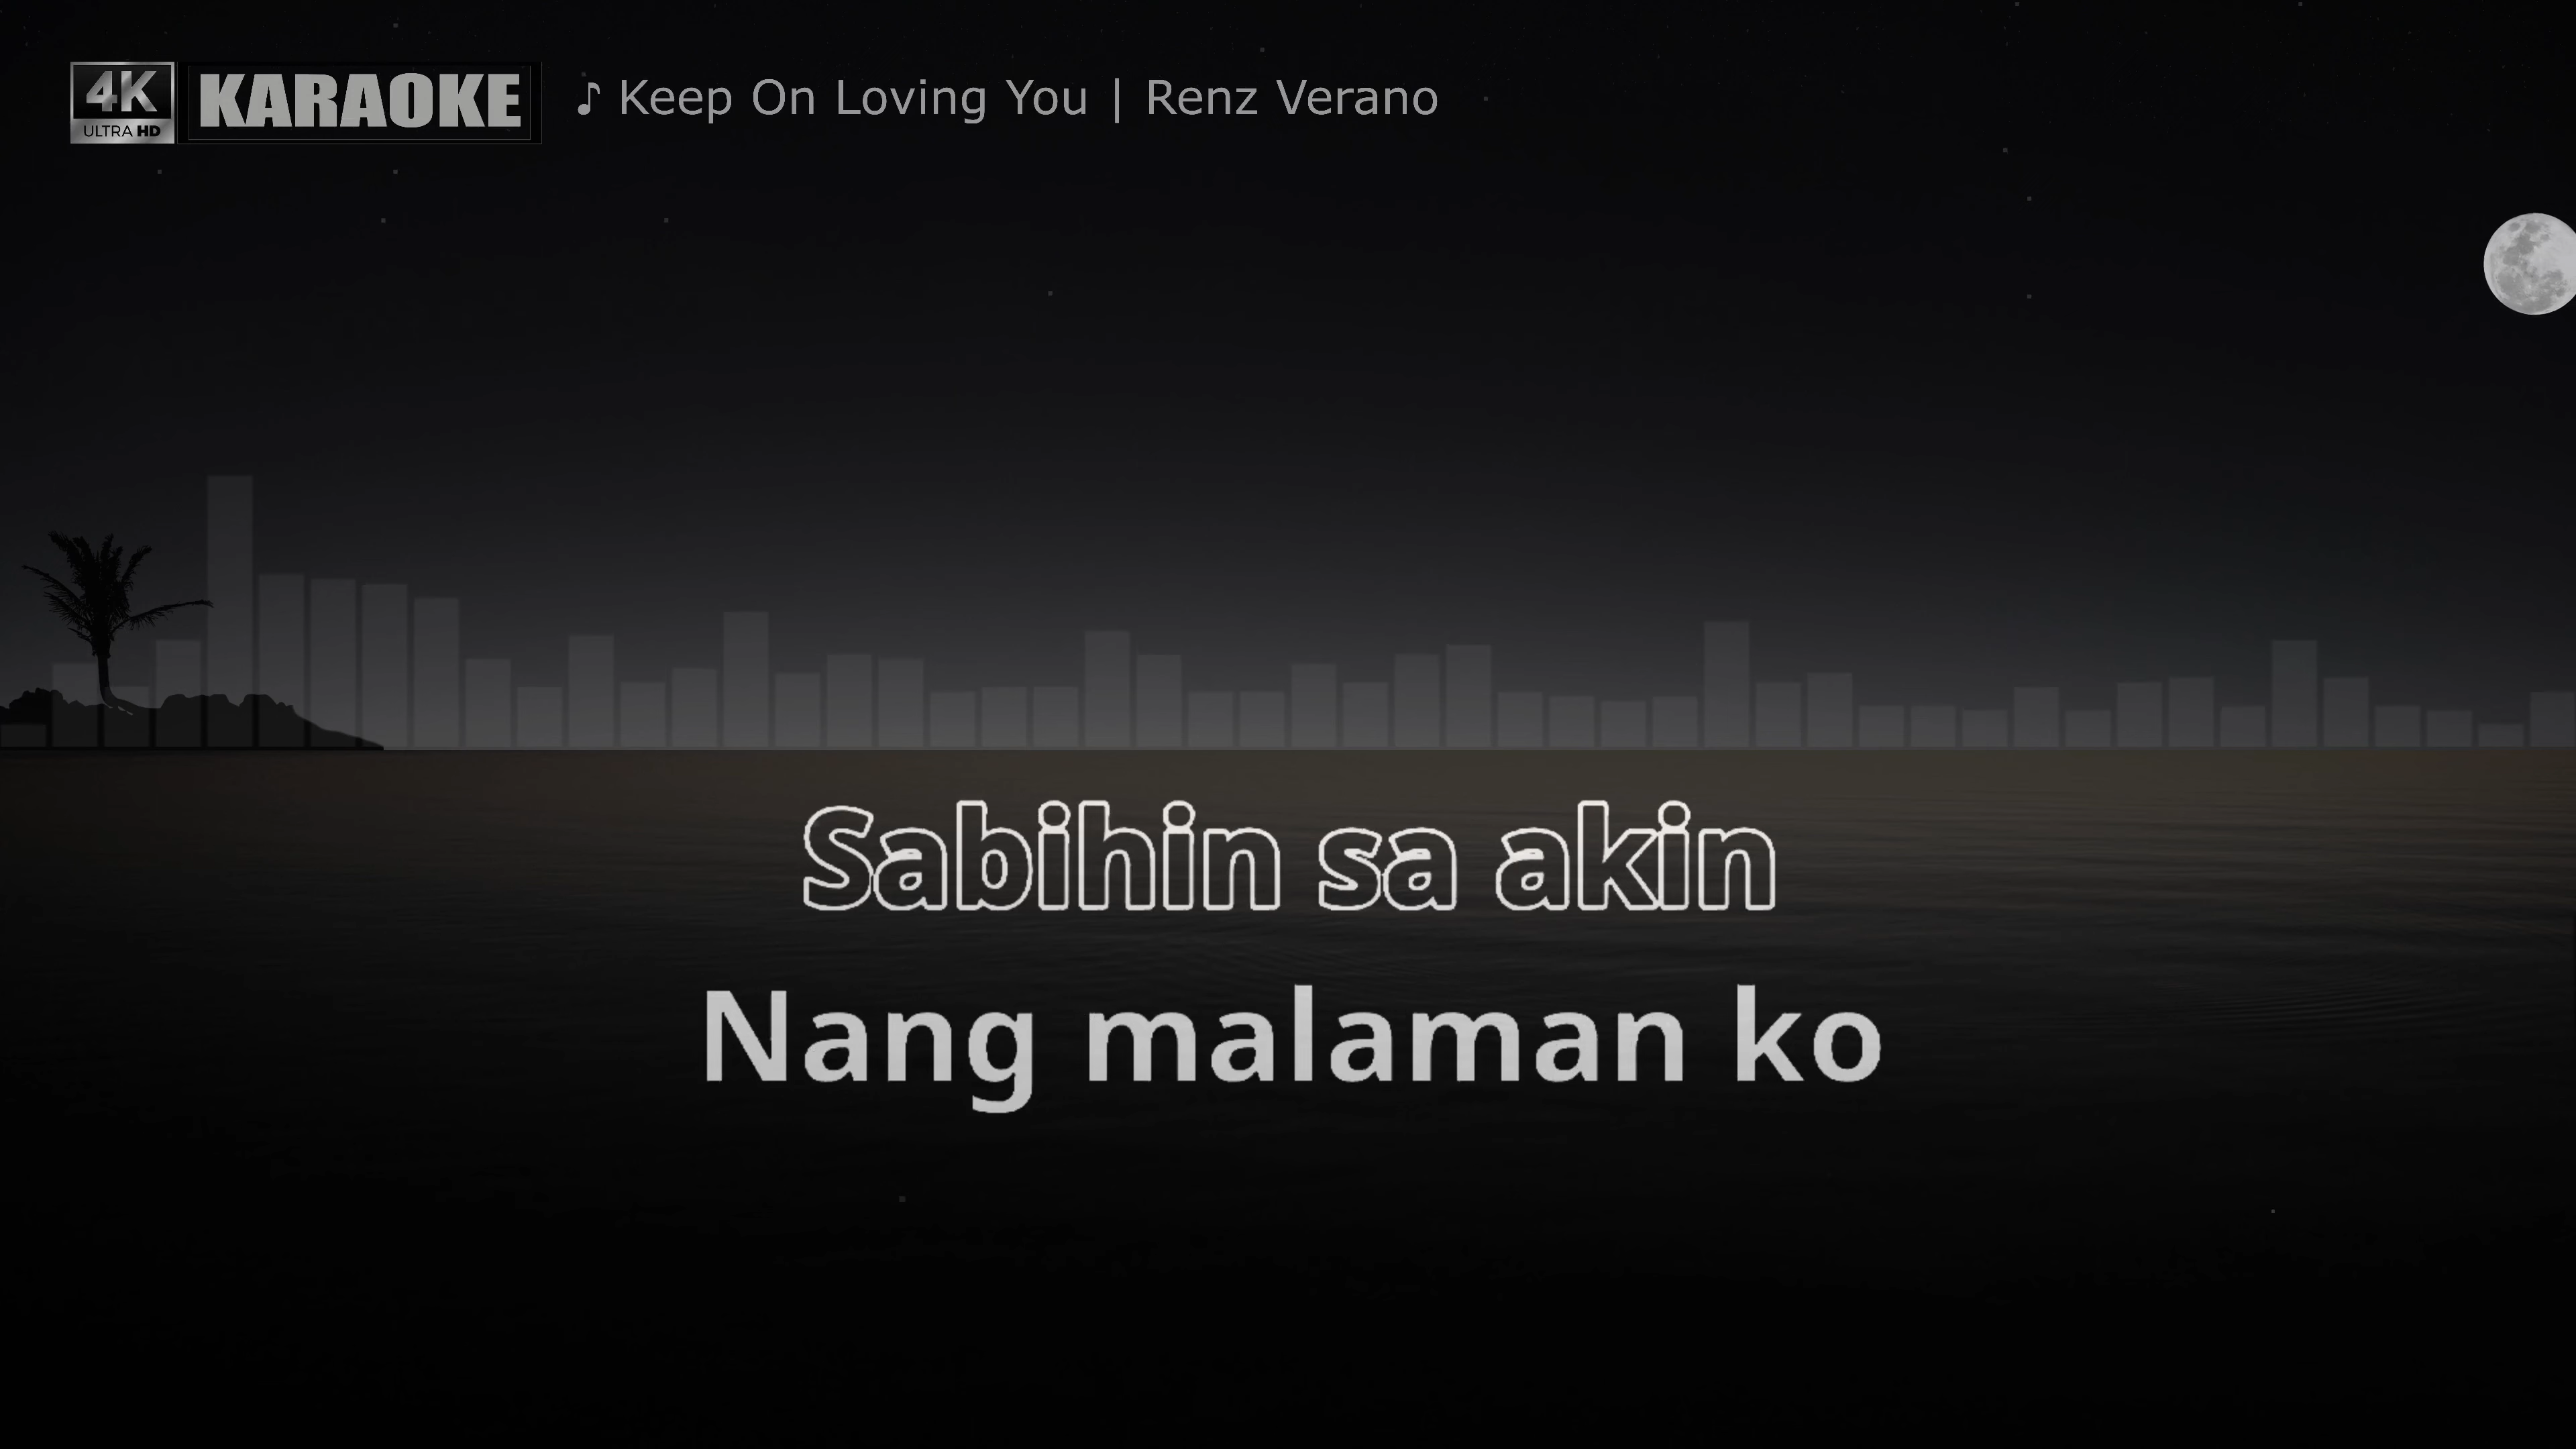 4K KARAOKE ♪ Keep On Loving You | Renz Verano
ULTRA HD
Sabihin sa akin
Nang malaman ko